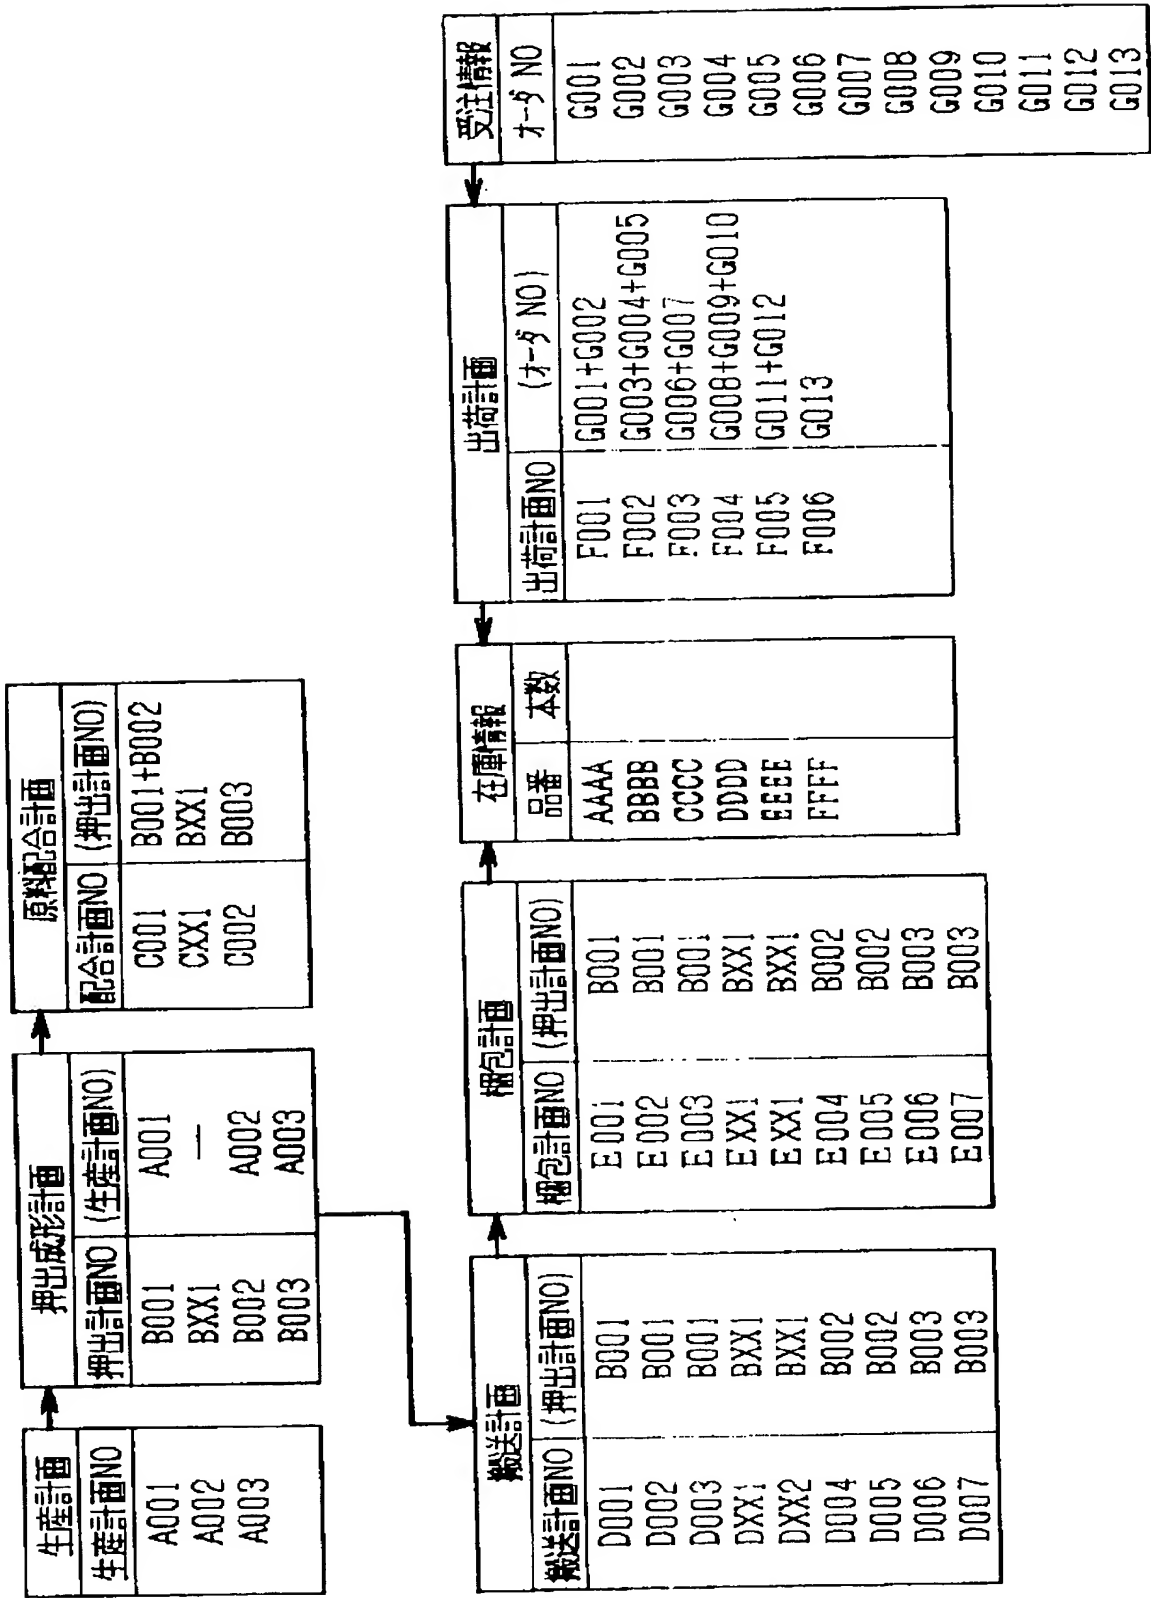 生産計画
生産計画NO
A001
A002
A003
押出成形計画
押出計画NO (生産計画NO)
B001 A001
BXX1 —
B002 A002
B003 A003
原料配合計画
配合計画NO (押出計画NO)
C001 B001+B002
CXX1 BXX1
C002 B003
搬送計画
搬送計画NO (押出計画NO)
D001 B001
D002 B001
D003 B001
DXX1 BXX1
DXX2 BXX1
D004 B002
D005 B002
D006 B003
D007 B003
梱包計画
梱包計画NO (押出計画NO)
E001 B001
E002 B001
E003 B001
EXX1 BXX1
EXX1 BXX1
E004 B002
E005 B002
E006 B003
E007 B003
在庫情報
品番 本数
AAAA
BBBB
CCCC
DDDD
EEEE
FFFF
出荷計画
出荷計画NO (オーダ NO)
F001 G001+G002
F002 G003+G004+G005
F003 G006+G007
F004 G008+G009+G010
F005 G011+G012
F006 G013
受注情報
オーダ NO
G001
G002
G003
G004
G005
G006
G007
G008
G009
G010
G011
G012
G013